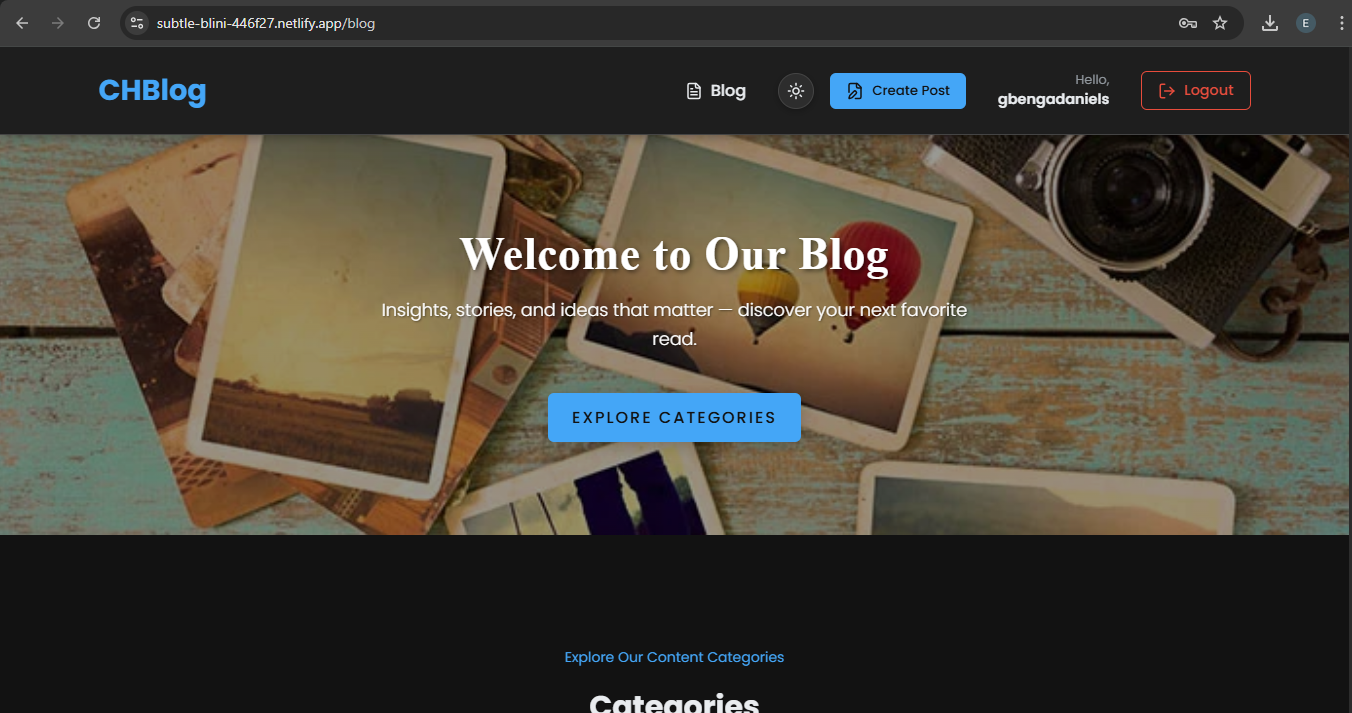 subtle-blini-446f27.netlify.app/blog
E
CHBlog
Blog
Create Post
Hello,
gbengadaniels
Logout
Welcome to Our Blog
Insights, stories, and ideas that matter — discover your next favorite
read.
EXPLORE CATEGORIES
Explore Our Content Categories
Categories